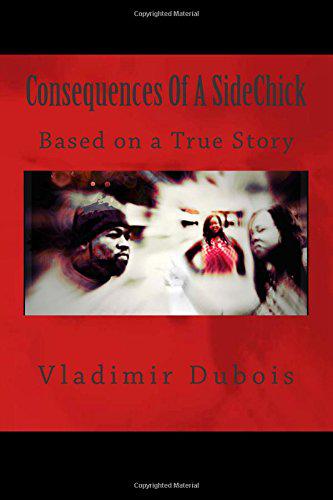 Copyrighted Material
Consequences Of A SideChick
Based on a True Story
Vladimir Dubois
Copyrighted Material